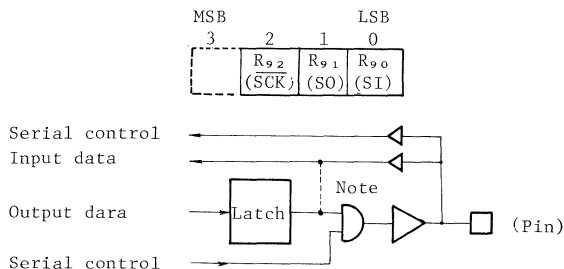 MSB LSB
3 2 1 0
R₉₂ R₉₁ R₉₀
(S̅C̅K̅) (SO) (SI)
Serial control
Input data
Note
Output dara Latch (Pin)
Serial control